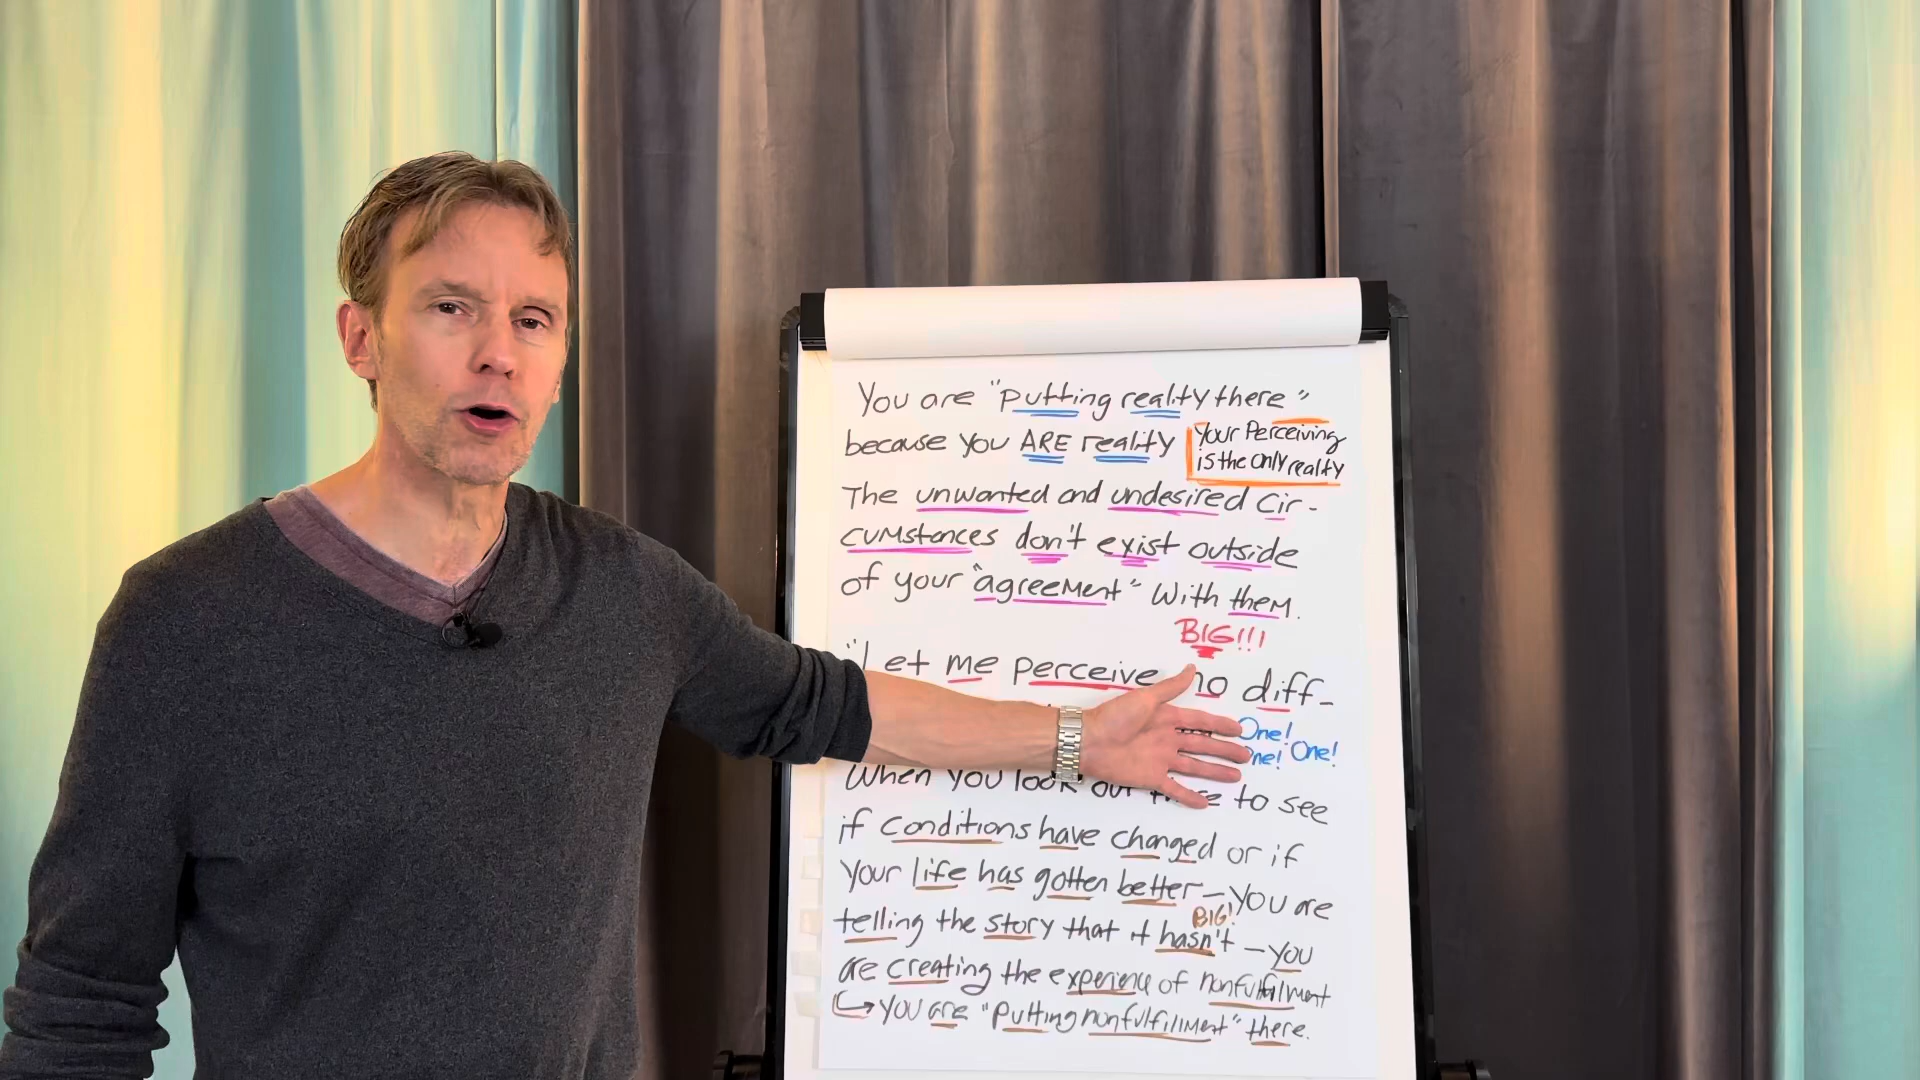 You are "putting reality there"
because you ARE reality
Your Perceiving
is the only reality
The unwanted and undesired cir-
cumstances don't exist outside
of your "agreement" with them.
BIG!!!
"Let me perceive no diff-
One!
One! One!
When you look out there to see
if conditions have changed or if
your life has gotten better – you are
BIG!
telling the story that it hasn't – you
are creating the experience of nonfulfillment
↳ you are "putting nonfulfillment" there.